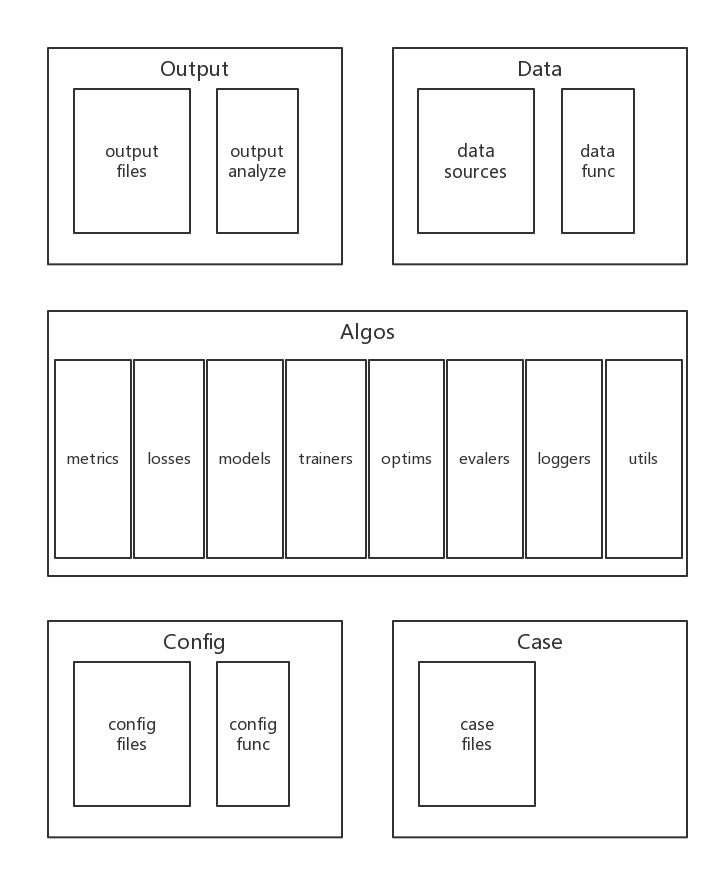 Output
output
files
output
analyze
Data
data
sources
data
func
Algos
metrics
losses
models
trainers
optims
evalers
loggers
utils
Config
config
files
config
func
Case
case
files